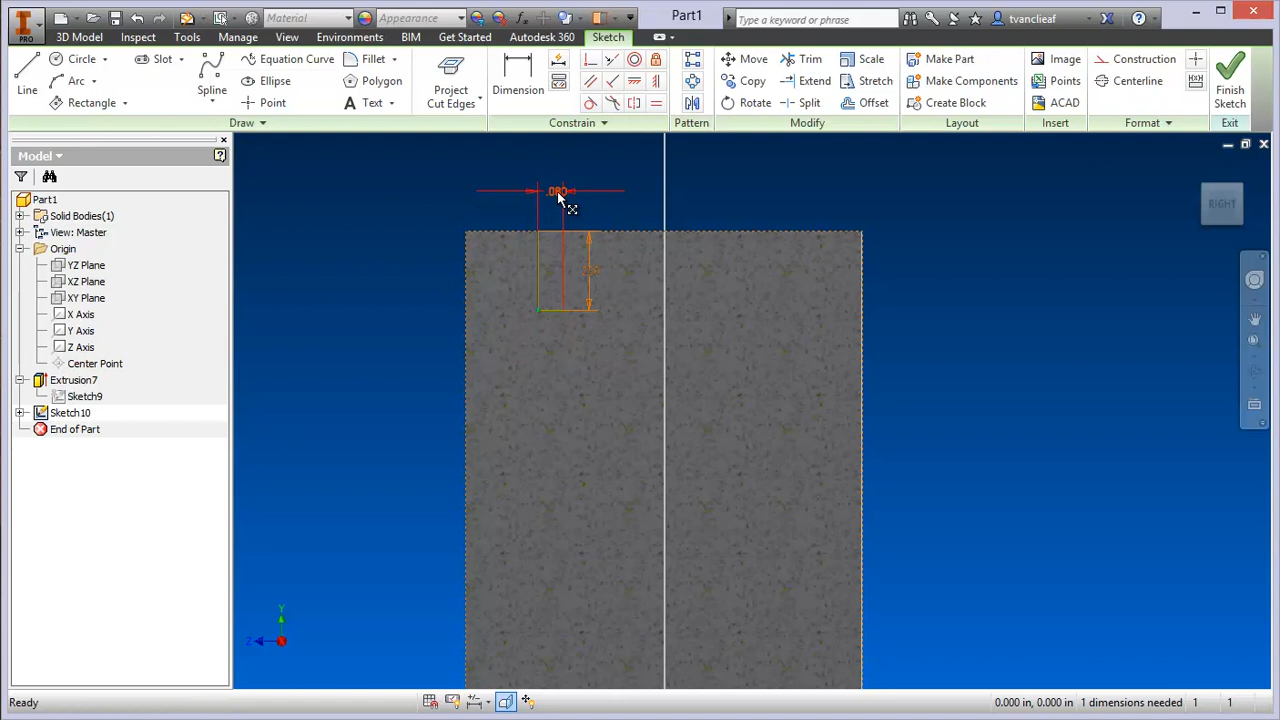 PRO
Material
Appearance
Part1
Type a keyword or phrase
tvanclieaf
3D Model Inspect Tools Manage View Environments BIM Get Started Autodesk 360 Sketch
Line
Circle
Arc
Rectangle
Slot
Spline
Equation Curve
Ellipse
Point
Fillet
Polygon
Text
Project
Cut Edges
Dimension
Move
Copy
Rotate
Trim
Extend
Split
Scale
Stretch
Offset
Make Part
Make Components
Create Block
Image
Points
ACAD
Construction
Centerline
Finish
Sketch
Draw Constrain Pattern Modify Layout Insert Format Exit
Model
Part1
Solid Bodies(1)
View: Master
Origin
YZ Plane
XZ Plane
XY Plane
X Axis
Y Axis
Z Axis
Center Point
Extrusion7
Sketch9
Sketch10
End of Part
.080
RIGHT
Y
Z
Ready
0.000 in, 0.000 in 1 dimensions needed 1 1